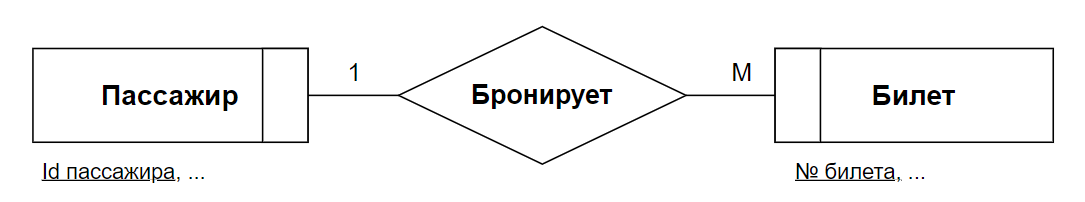 Пассажир
1
Бронирует
М
Билет
Id пассажира, ...
№ билета, ...